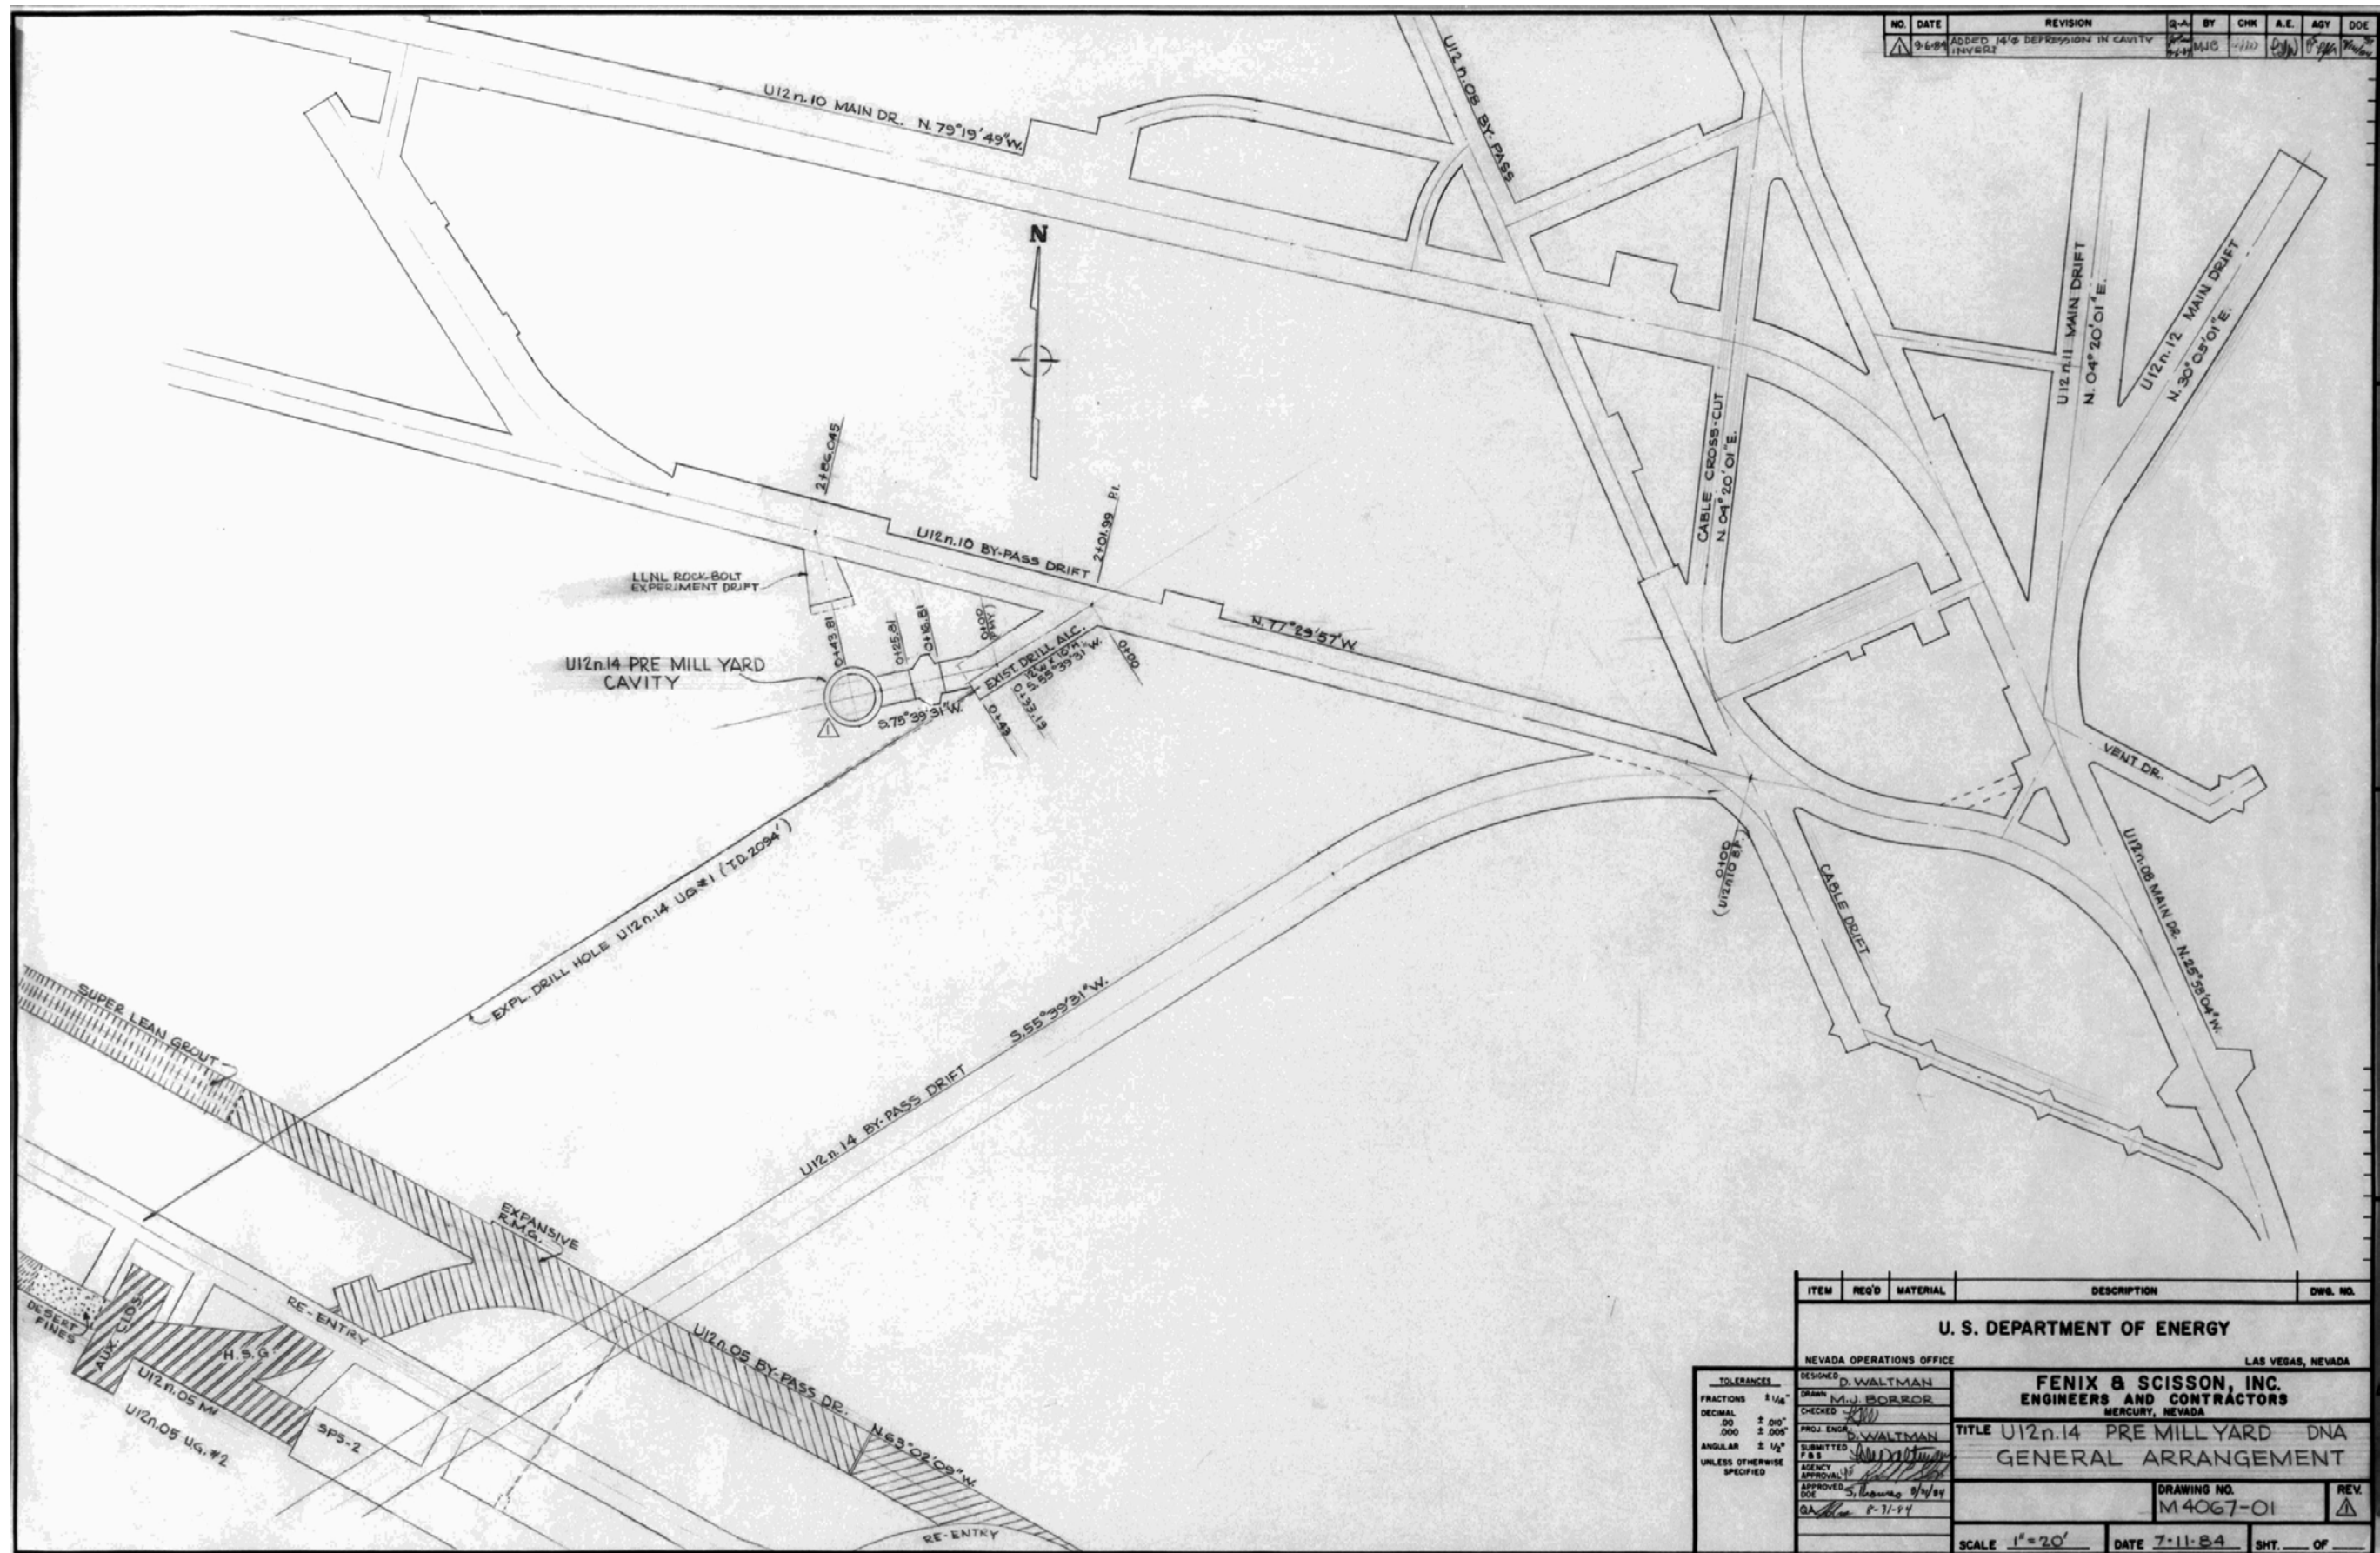 NO. DATE REVISION Q-A BY CHK A.E. AGY DOE
1 9-6-84 ADDED 14'φ DEPRESSION IN CAVITY INVERT MJB
U12n.10 MAIN DR. N. 79°19'49"W.
U12n.08 BY-PASS
N
U12n.11 MAIN DRIFT
N. 04°20'01"E.
U12n.12 MAIN DRIFT
N. 30°05'01"E.
CABLE CROSS-CUT
N. 04°20'01"E.
2+86.045
U12n.10 BY-PASS DRIFT
2+01.99 P.I.
LLNL ROCK-BOLT
EXPERIMENT DRIFT
N. 77°29'57"W.
0+43.81
0+25.81
0+16.81
0+00
EXIST. DRILL ALC.
S. 55°39'31"W.
0+00
0+33.19
0+43
U12n.14 PRE MILL YARD
CAVITY
S.75°39'31"W.
1
VENT DR.
EXPL. DRILL HOLE U12n.14 UG#1 (T.D. 2094')
0+00
(U12n10 B.P.)
CABLE DRIFT
U12n.08 MAIN DR. N.25°58'04"W.
SUPER LEAN GROUT
U12n.14 BY-PASS DRIFT S.55°39'31"W.
EXPANSIVE
R.M.G.
RE-ENTRY
DESERT
FINES
AUX. CLDS.
H.S.G.
U12n.05 BY-PASS DR. N.63°02'09"W.
U12n.05 M
SPS-2
U12n.05 UG.#2
RE-ENTRY
ITEM REQ'D MATERIAL DESCRIPTION DWG. NO.
U. S. DEPARTMENT OF ENERGY
NEVADA OPERATIONS OFFICE LAS VEGAS, NEVADA
TOLERANCES
FRACTIONS ± 1/16"
DECIMAL
.00 ± .010"
.000 ± .005"
ANGULAR ± 1/2°
UNLESS OTHERWISE
SPECIFIED
DESIGNED D. WALTMAN
DRAWN M.J. BORROR
CHECKED
PROJ. ENGR. D. WALTMAN
SUBMITTED F&S
AGENCY APPROVAL
APPROVED DOE S. Thomas
QA 8-31-84
FENIX & SCISSON, INC.
ENGINEERS AND CONTRACTORS
MERCURY, NEVADA
TITLE U12n.14 PRE MILL YARD DNA
GENERAL ARRANGEMENT
DRAWING NO.
M4067-01
REV.
1
SCALE 1"=20' DATE 7-11-84 SHT. OF